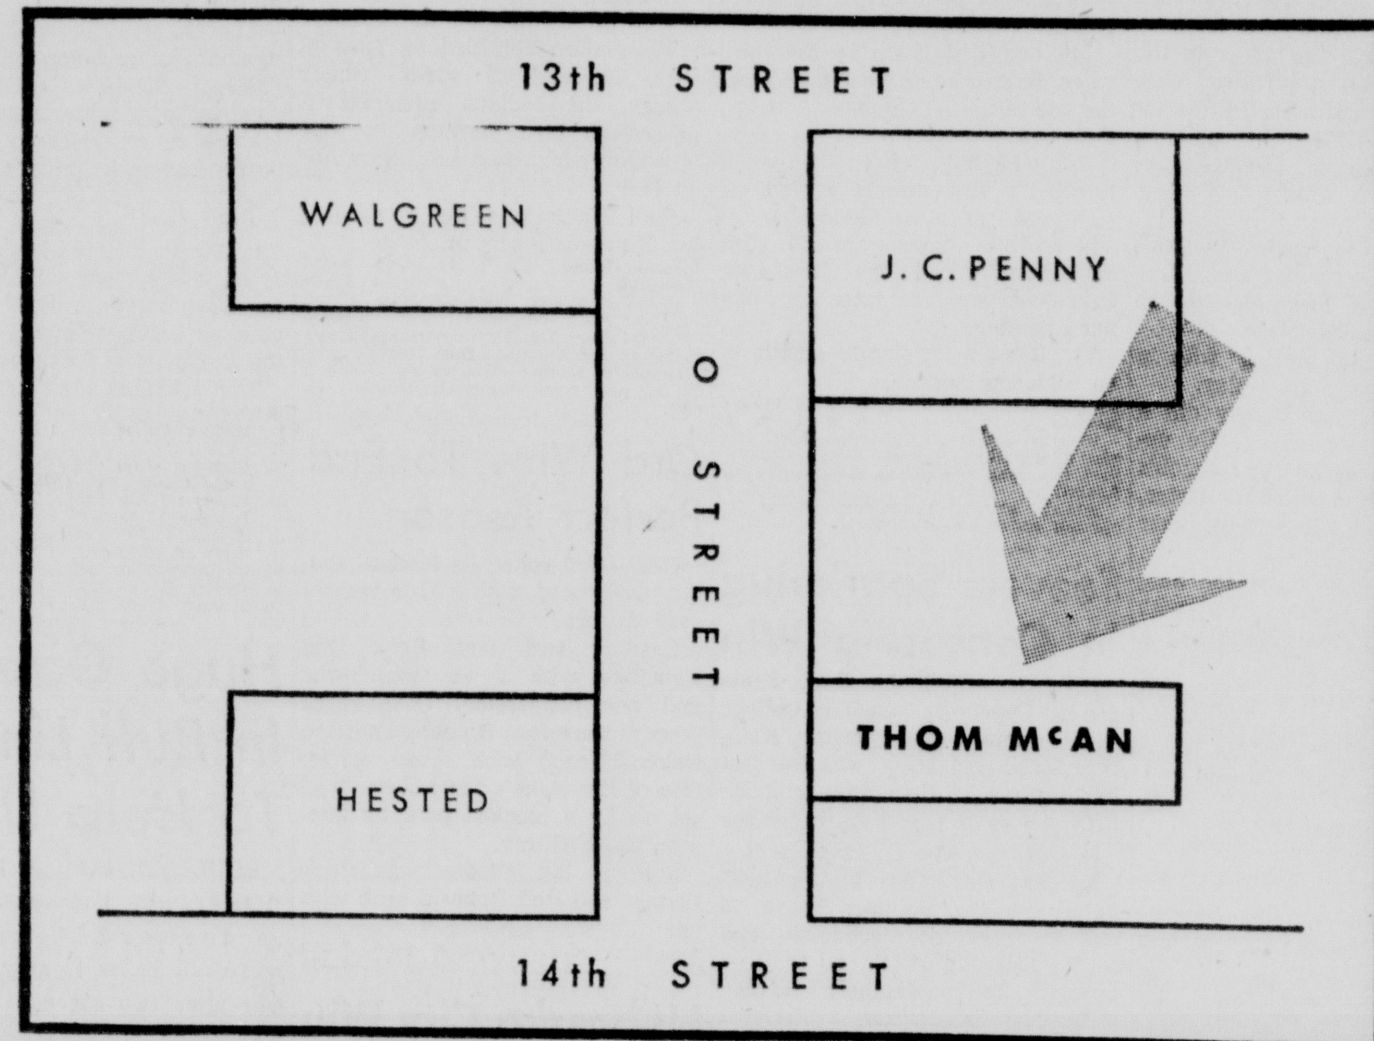 13th STREET
WALGREEN
J. C. PENNY
O STREET
THOM McAN
HESTED
14th STREET